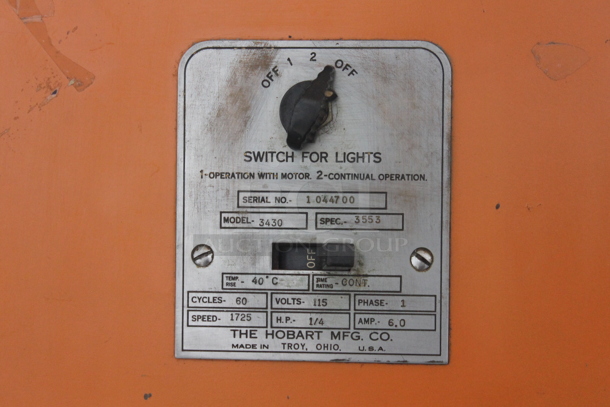 OFF 1 2 OFF
SWITCH FOR LIGHTS
1-OPERATION WITH MOTOR. 2-CONTINUAL OPERATION.
SERIAL NO.- 1044700
MODEL- 3430 SPEC.- 3553
AUCTION GROUP
OFF
TEMP. RISE - 40°C TIME RATING - CONT.
CYCLES- 60 VOLTS- 115 PHASE- 1
SPEED- 1725 H.P.- 1/4 AMP.- 6.0
THE HOBART MFG. CO.
MADE IN TROY, OHIO, U.S.A.